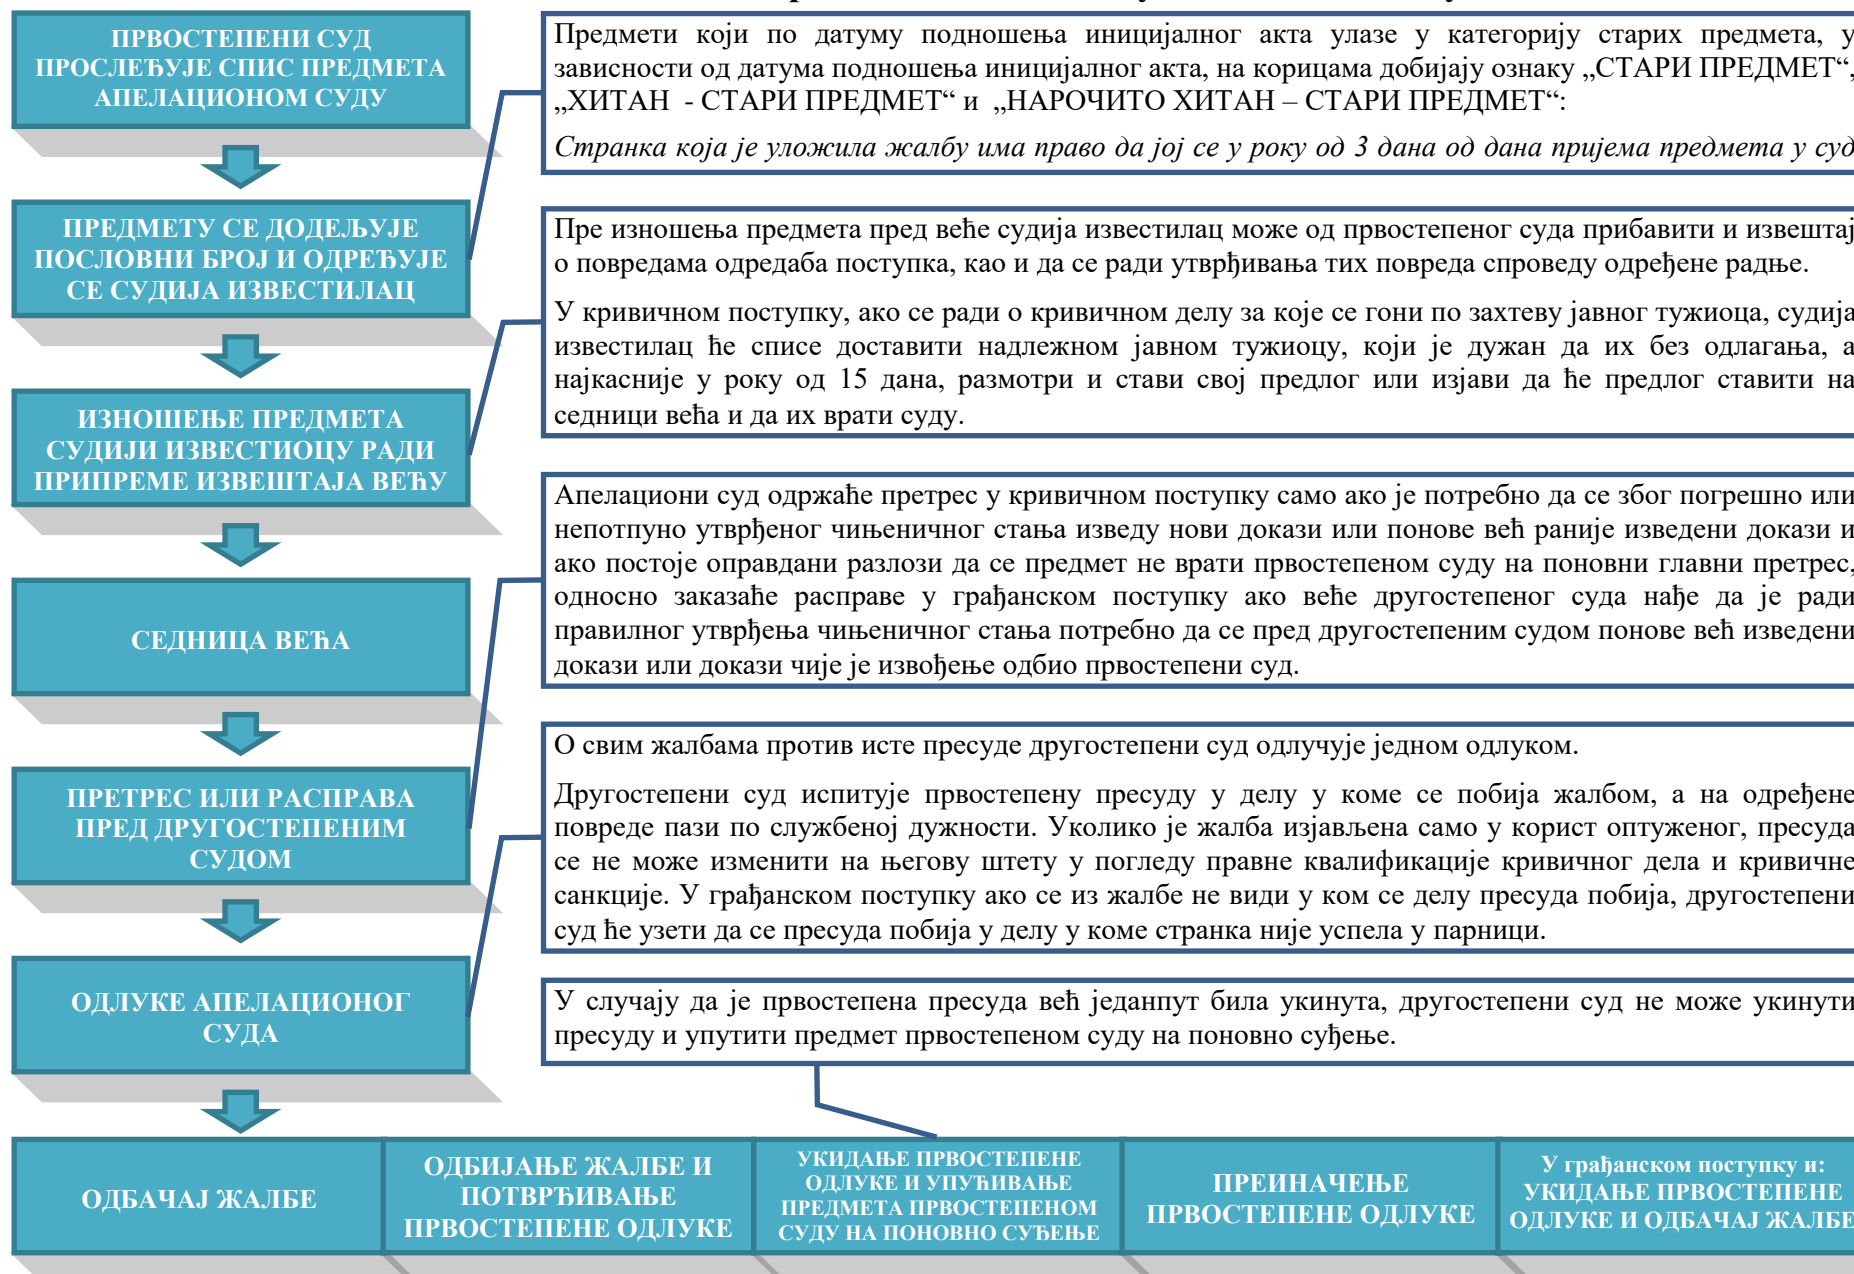 ПРВОСТЕПЕНИ СУД
ПРОСЛЕЂУЈЕ СПИС ПРЕДМЕТА
АПЕЛАЦИОНОМ СУДУ
ПРЕДМЕТУ СЕ ДОДЕЉУЈЕ
ПОСЛОВНИ БРОЈ И ОДРЕЂУЈЕ
СЕ СУДИЈА ИЗВЕСТИЛАЦ
ИЗНОШЕЊЕ ПРЕДМЕТА
СУДИЈИ ИЗВЕСТИОЦУ РАДИ
ПРИПРЕМЕ ИЗВЕШТАЈА ВЕЋУ
СЕДНИЦА ВЕЋА
ПРЕТРЕС ИЛИ РАСПРАВА
ПРЕД ДРУГОСТЕПЕНИМ
СУДОМ
ОДЛУКЕ АПЕЛАЦИОНОГ
СУДА
Предмети који по датуму подношења иницијалног акта улазе у категорију старих предмета, у
зависности од датума подношења иницијалног акта, на корицама добијају ознаку „СТАРИ ПРЕДМЕТ“,
„ХИТАН - СТАРИ ПРЕДМЕТ“ и „НАРОЧИТО ХИТАН – СТАРИ ПРЕДМЕТ“:
Странка која је уложила жалбу има право да јој се у року од 3 дана од дана пријема предмета у суд
Пре изношења предмета пред веће судија известилац може од првостепеног суда прибавити и извештај
о повредама одредаба поступка, као и да се ради утврђивања тих повреда спроведу одређене радње.
У кривичном поступку, ако се ради о кривичном делу за које се гони по захтеву јавног тужиоца, судија
известилац ће списе доставити надлежном јавном тужиоцу, који је дужан да их без одлагања, а
најкасније у року од 15 дана, размотри и стави свој предлог или изјави да ће предлог ставити на
седници већа и да их врати суду.
Апелациони суд одржаће претрес у кривичном поступку само ако је потребно да се због погрешно или
непотпуно утврђеног чињеничног стања изведу нови докази или понове већ раније изведени докази и
ако постоје оправдани разлози да се предмет не врати првостепеном суду на поновни главни претрес,
односно заказаће расправе у грађанском поступку ако веће другостепеног суда нађе да је ради
правилног утврђења чињеничног стања потребно да се пред другостепеним судом понове већ изведени
докази или докази чије је извођење одбио првостепени суд.
О свим жалбама против исте пресуде другостепени суд одлучује једном одлуком.
Другостепени суд испитује првостепену пресуду у делу у коме се побија жалбом, а на одређене
повреде пази по службеној дужности. Уколико је жалба изјављена само у корист оптуженог, пресуда
се не може изменити на његову штету у погледу правне квалификације кривичног дела и кривичне
санкције. У грађанском поступку ако се из жалбе не види у ком се делу пресуда побија, другостепени
суд ће узети да се пресуда побија у делу у коме странка није успела у парници.
У случају да је првостепена пресуда већ једанпут била укинута, другостепени суд не може укинути
пресуду и упутити предмет првостепеном суду на поновно суђење.
ОДБАЧАЈ ЖАЛБЕ
ОДБИЈАЊЕ ЖАЛБЕ И
ПОТВРЂИВАЊЕ
ПРВОСТЕПЕНЕ ОДЛУКЕ
УКИДАЊЕ ПРВОСТЕПЕНЕ
ОДЛУКЕ И УПУЋИВАЊЕ
ПРЕДМЕТА ПРВОСТЕПЕНОМ
СУДУ НА ПОНОВНО СУЂЕЊЕ
ПРЕИНАЧЕЊЕ
ПРВОСТЕПЕНЕ ОДЛУКЕ
У грађанском поступку и:
УКИДАЊЕ ПРВОСТЕПЕНЕ
ОДЛУКЕ И ОДБАЧАЈ ЖАЛБЕ